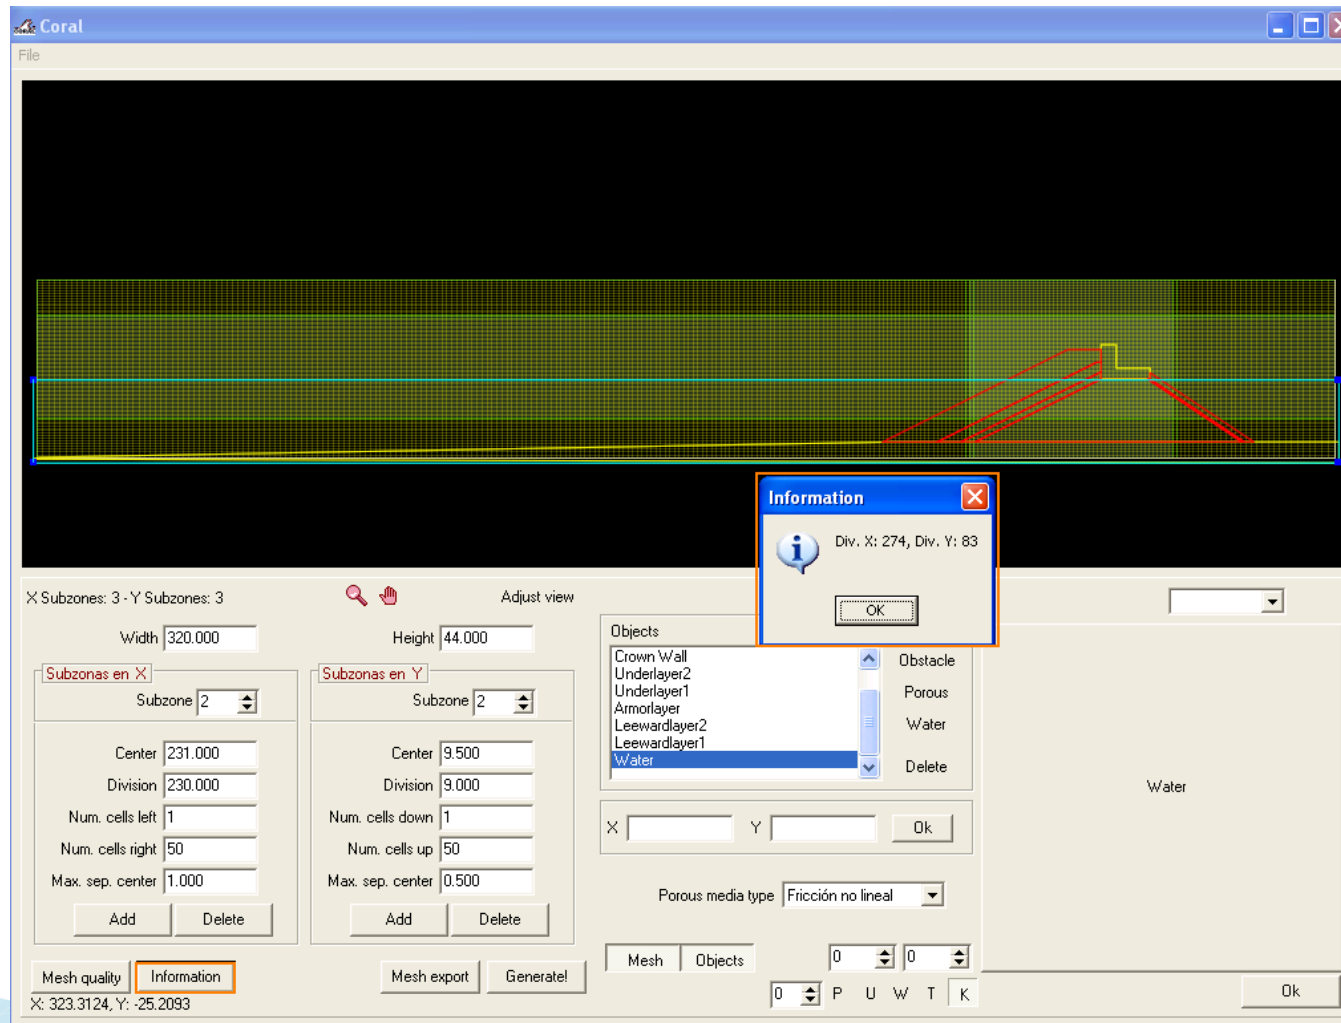 Coral
File
Information
Div. X: 274, Div. Y: 83
OK
X Subzones: 3 - Y Subzones: 3
Adjust view
Width 320.000
Height 44.000
Subzonas en X
Subzone 2
Center 231.000
Division 230.000
Num. cells left 1
Num. cells right 50
Max. sep. center 1.000
Add Delete
Subzonas en Y
Subzone 2
Center 9.500
Division 9.000
Num. cells down 1
Num. cells up 50
Max. sep. center 0.500
Add Delete
Mesh quality Information
Mesh export Generate!
X: 323.3124, Y: -25.2093
Objects
Crown Wall
Underlayer2
Underlayer1
Armorlayer
Leewardlayer2
Leewardlayer1
Water
Obstacle
Porous
Water
Delete
X Y Ok
Porous media type Fricción no lineal
Mesh Objects 0 0
0 P U W T K
Water
Ok